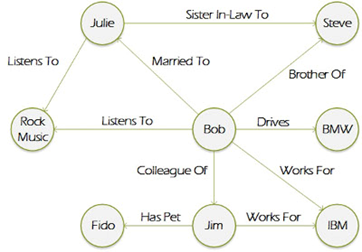 Sister In-Law To
Julie
Steve
Listens To
Married To
Brother Of
Rock
Music
Listens To
Bob
Drives
BMW
Colleague Of
Works For
Fido
Has Pet
Jim
Works For
IBM